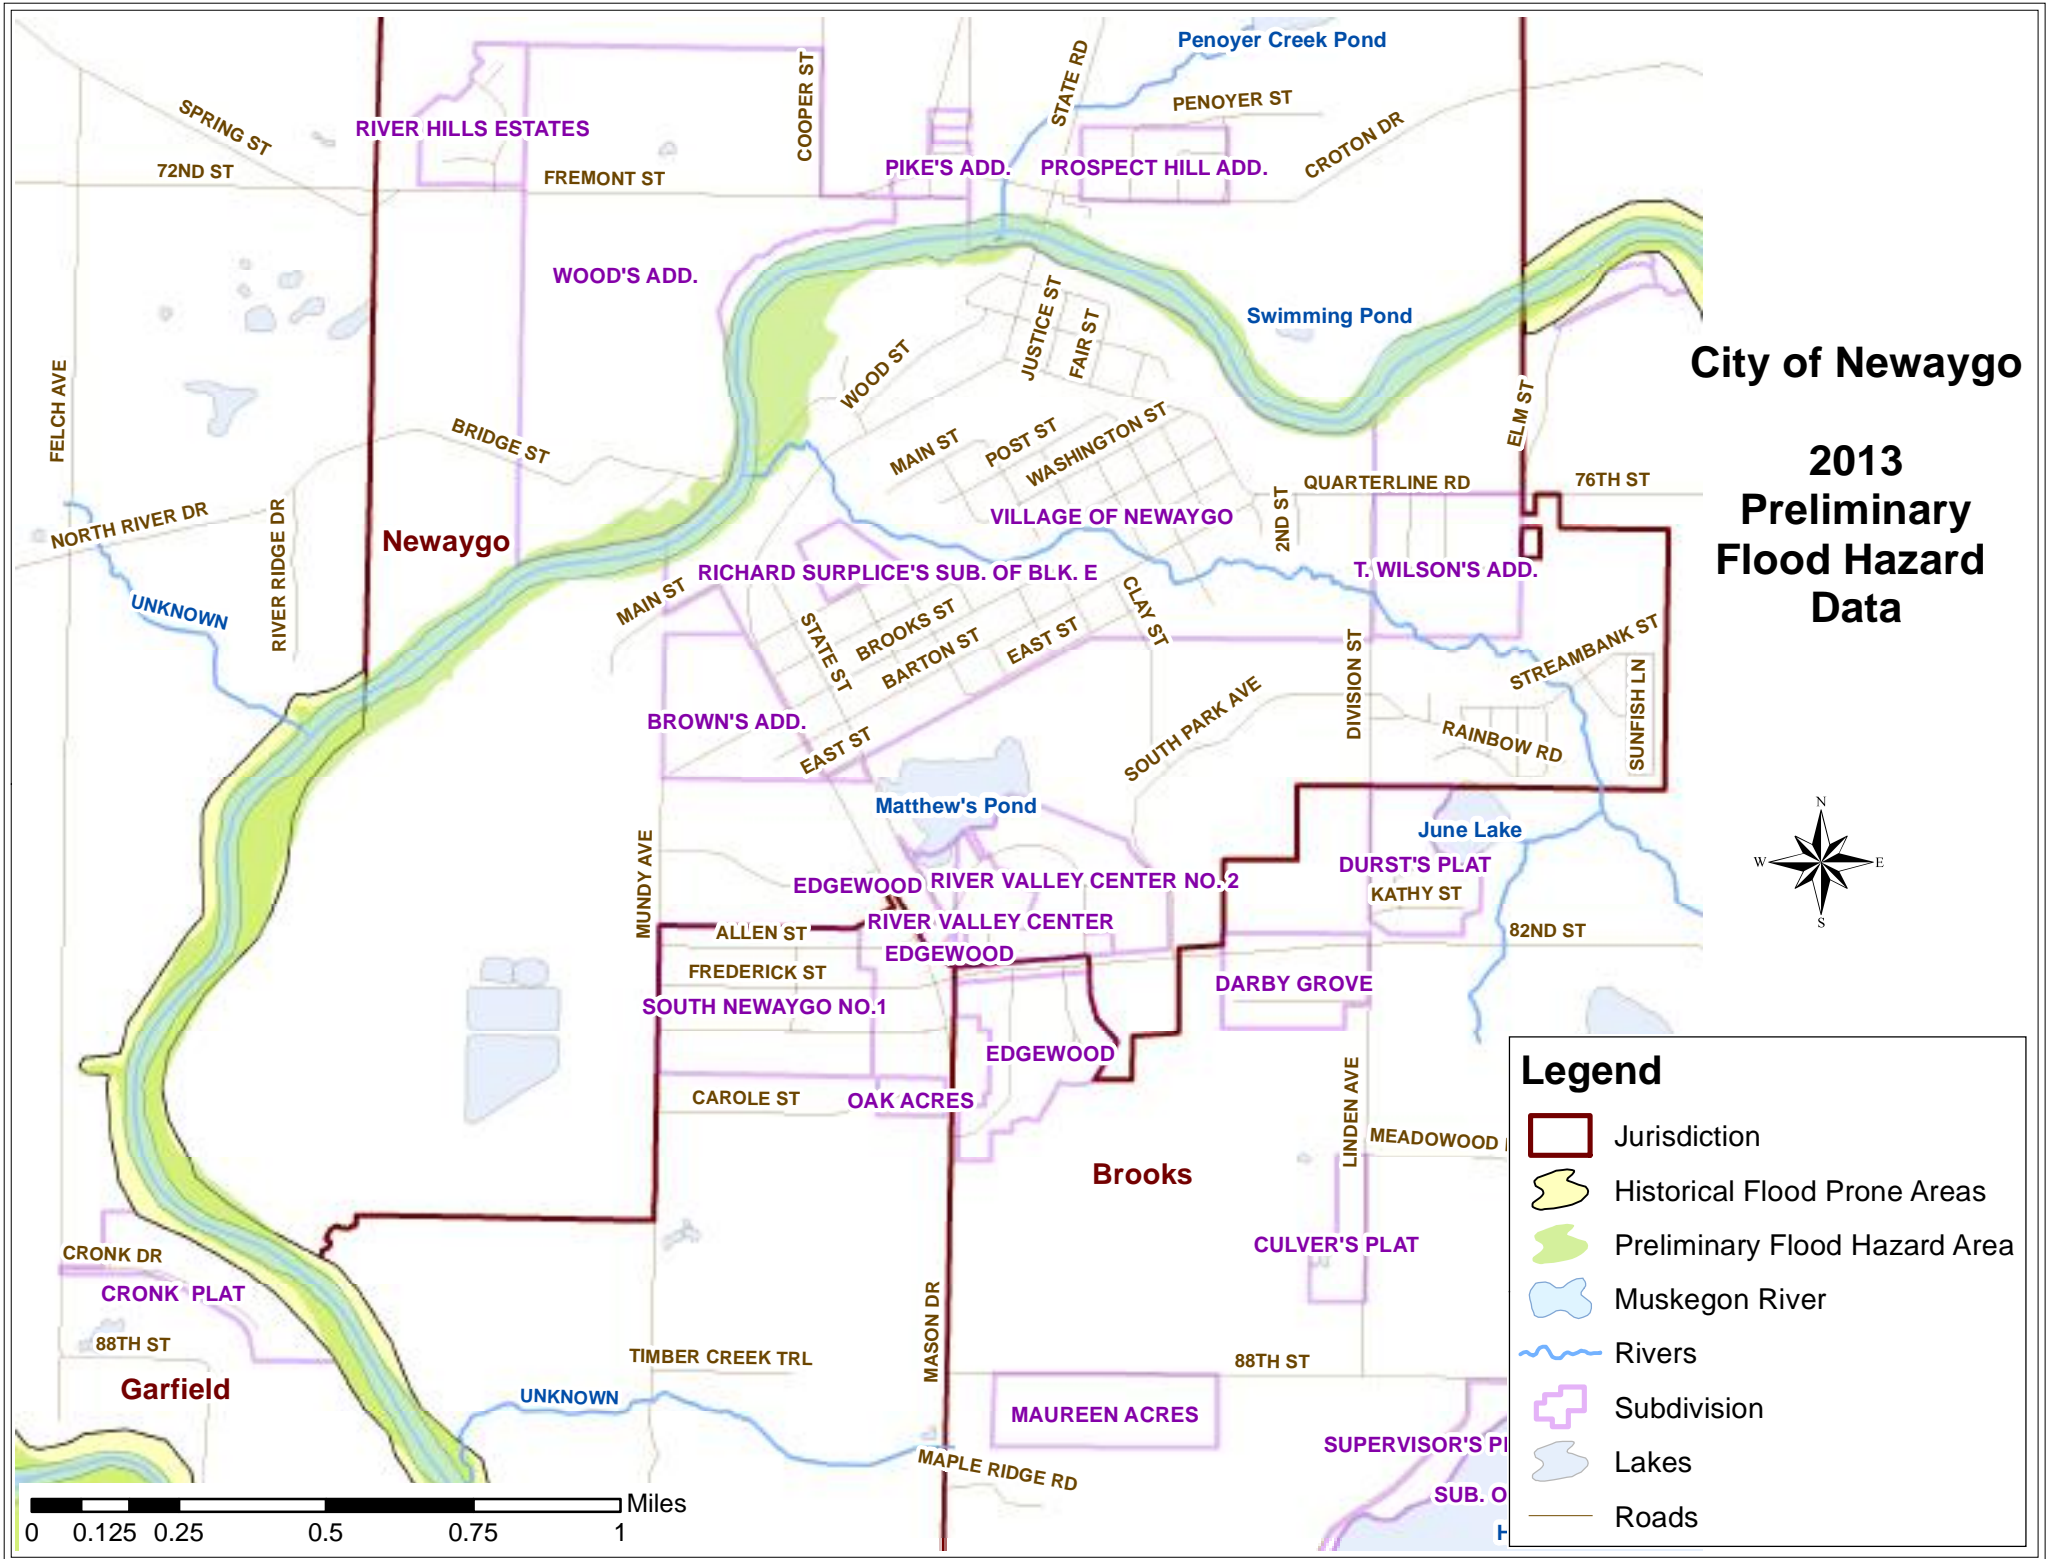 Penoyer Creek Pond
STATE RD
COOPER ST
PENOYER ST
SPRING ST
RIVER HILLS ESTATES
CROTON DR
72ND ST
FREMONT ST
PIKE'S ADD.
PROSPECT HILL ADD.
WOOD'S ADD.
Swimming Pond
JUSTICE ST
FAIR ST
City of Newaygo
2013
Preliminary
Flood Hazard
Data
FELCH AVE
WOOD ST
ELM ST
BRIDGE ST
MAIN ST
POST ST
WASHINGTON ST
QUARTERLINE RD
76TH ST
NORTH RIVER DR
RIVER RIDGE DR
Newaygo
VILLAGE OF NEWAYGO
2ND ST
RICHARD SURPLICE'S SUB. OF BLK. E
T. WILSON'S ADD.
UNKNOWN
MAIN ST
STATE ST
BROOKS ST
BARTON ST
EAST ST
CLAY ST
DIVISION ST
STREAMBANK ST
SUNFISH LN
BROWN'S ADD.
EAST ST
SOUTH PARK AVE
RAINBOW RD
Matthew's Pond
June Lake
N
W
E
S
MUNDY AVE
EDGEWOOD
RIVER VALLEY CENTER NO. 2
DURST'S PLAT
KATHY ST
RIVER VALLEY CENTER
ALLEN ST
82ND ST
EDGEWOOD
FREDERICK ST
DARBY GROVE
SOUTH NEWAYGO NO.1
EDGEWOOD
CAROLE ST
OAK ACRES
LINDEN AVE
MEADOWOOD
Brooks
CRONK DR
CULVER'S PLAT
CRONK PLAT
88TH ST
MASON DR
TIMBER CREEK TRL
88TH ST
Garfield
UNKNOWN
MAUREEN ACRES
SUPERVISOR'S
MAPLE RIDGE RD
SUB. O
H
Legend
Jurisdiction
Historical Flood Prone Areas
Preliminary Flood Hazard Area
Muskegon River
Rivers
Subdivision
Lakes
Roads
Miles
0 0.125 0.25 0.5 0.75 1